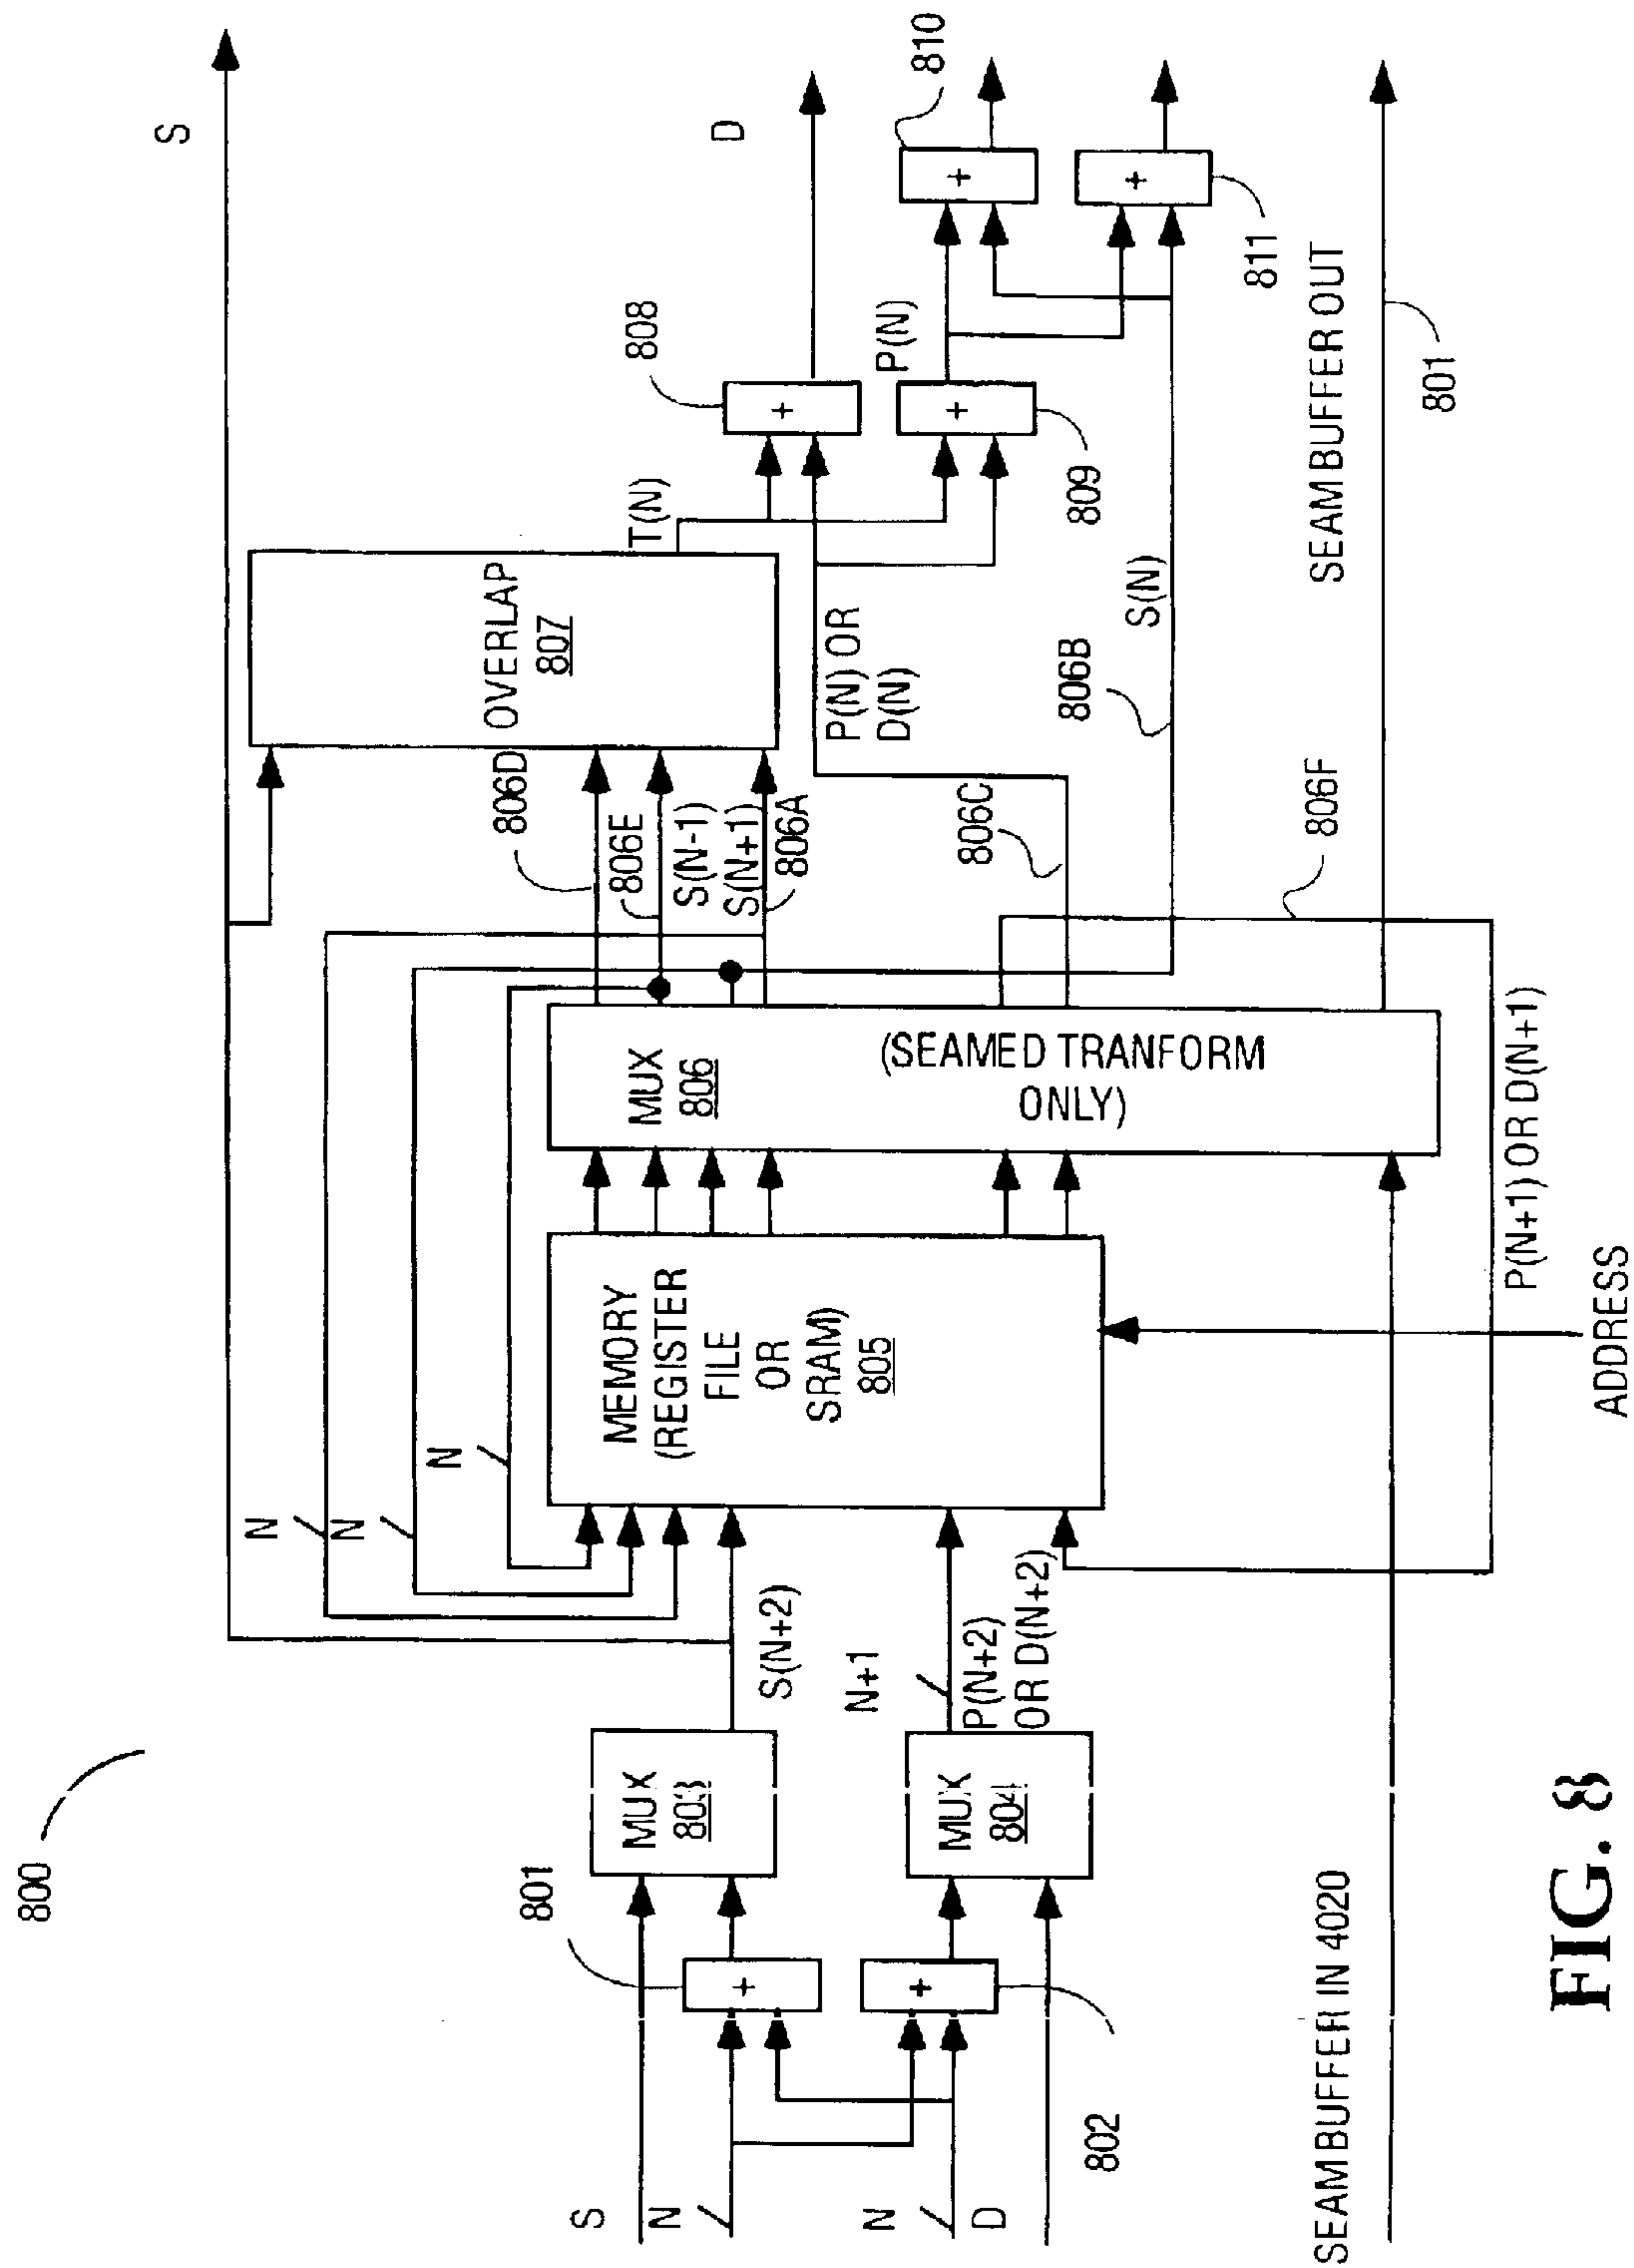 800
S
N
N
D
SEAM BUFFER IN 4020
+
801
+
802
MUX
803
MUX
804
S(N+2)
N+1
P(N+2)
OR D(N+2)
N
N
N
MEMORY
(REGISTER
FILE
OR
SRAM)
805
ADDRESS
P(N+1) OR D(N+1)
MUX
806
(SEAMED TRANFORM
ONLY)
806D
806E
S(N-1)
S(N+1)
806A
806C
806F
806B
S(N)
P(N) OR
D(N)
OVERLAP
807
T(N)
+
808
+
809
P(N)
SEAM BUFFER OUT
801
S
D
+
810
+
811
FIG. 8